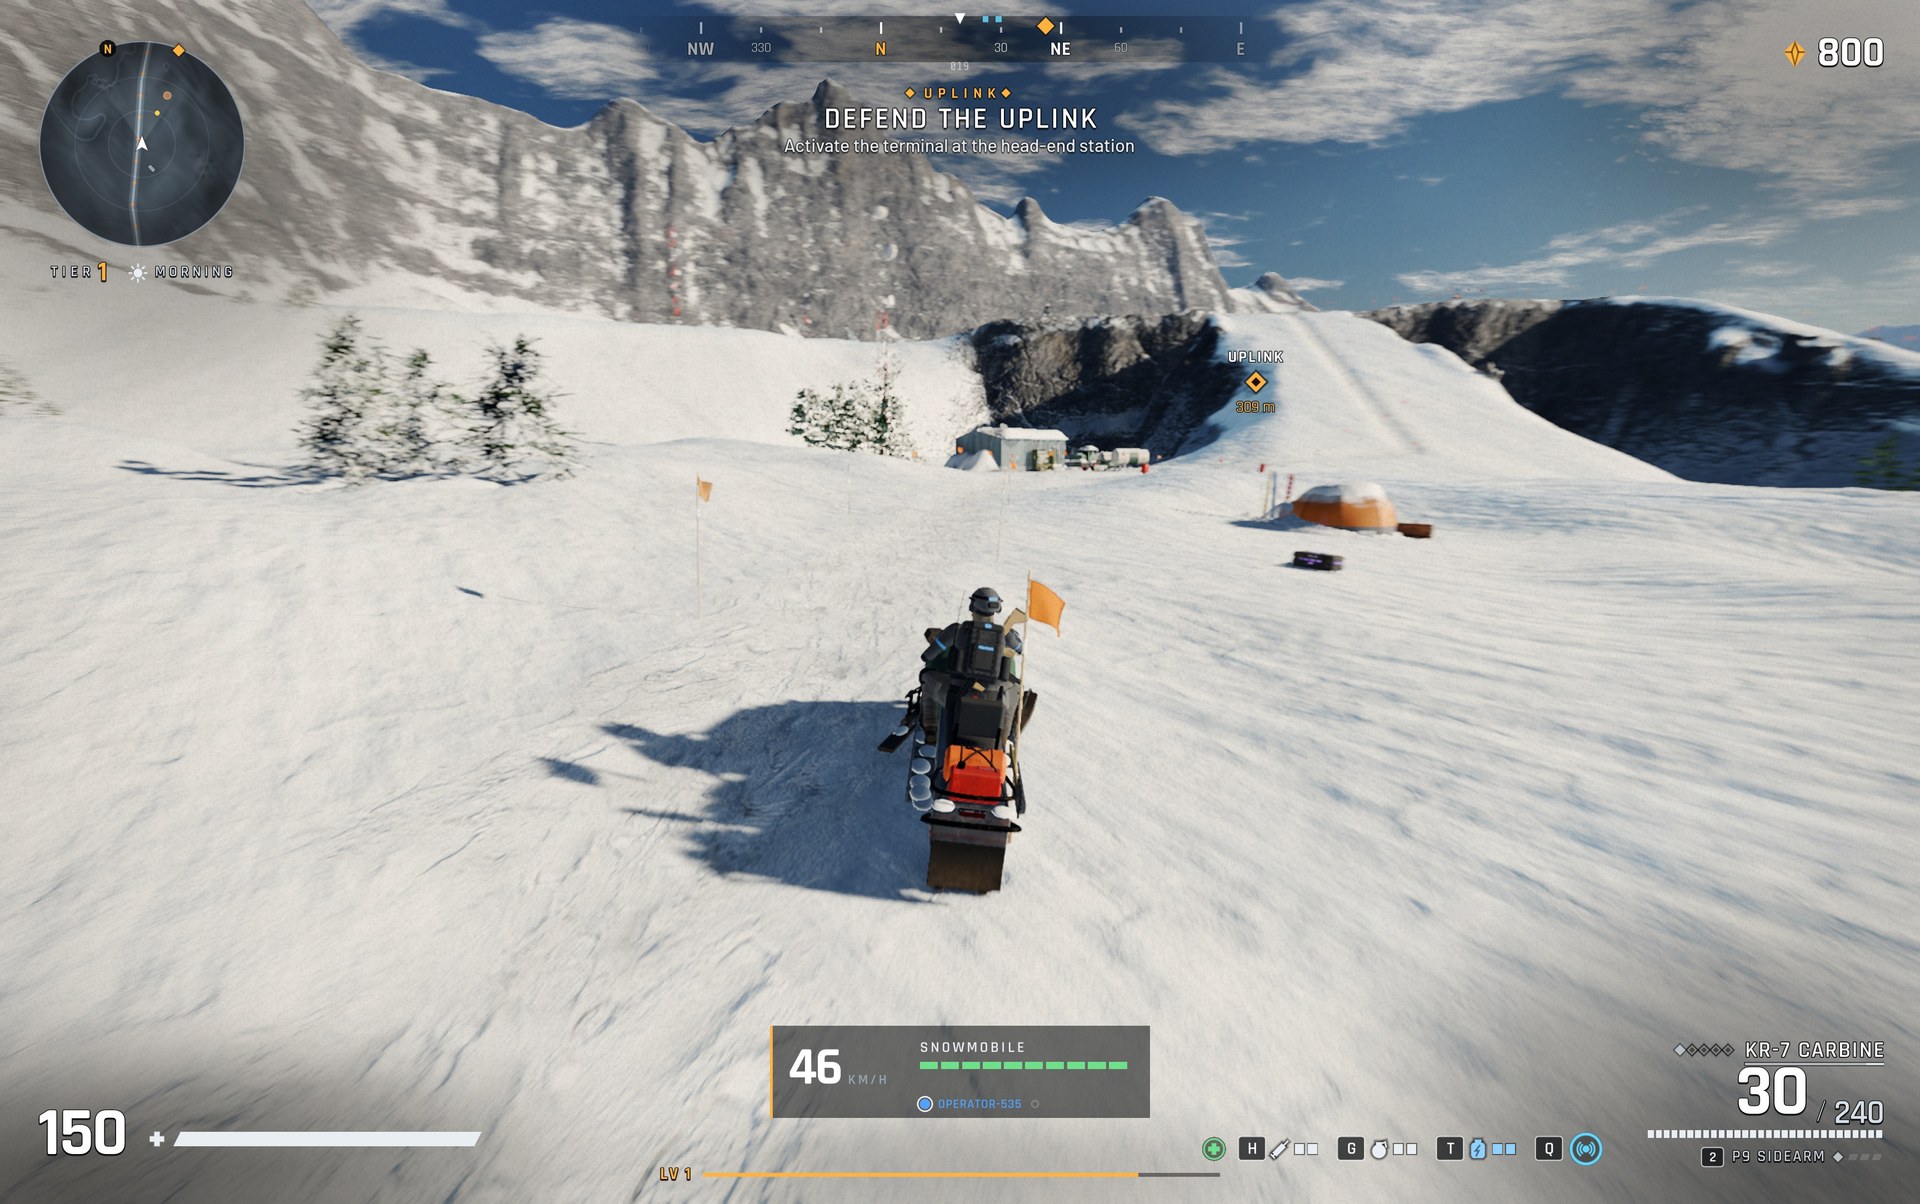 N
TIER 1 MORNING
NW 330 N 30 NE 60 E
019
UPLINK
DEFEND THE UPLINK
Activate the terminal at the head-end station
800
UPLINK
309 m
46 KM/H
SNOWMOBILE
OPERATOR-535
150
LV 1
H G T Q
KR-7 CARBINE
30 / 240
2 P9 SIDEARM